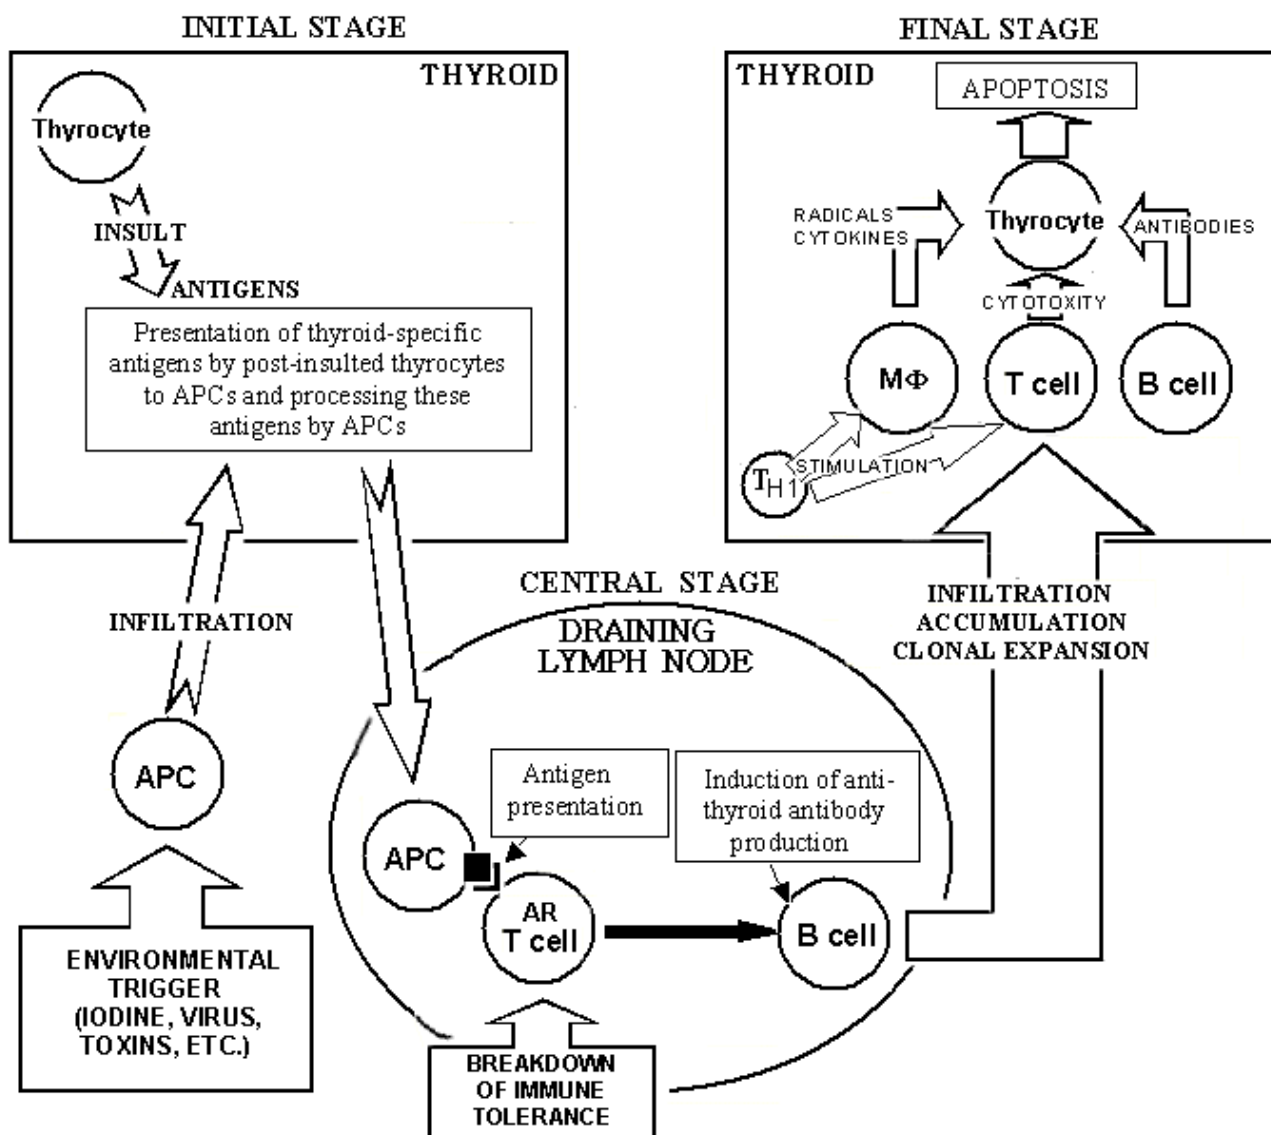 INITIAL STAGE
THYROID
Thyrocyte
INSULT
ANTIGENS
Presentation of thyroid-specific
antigens by post-insulted thyrocytes
to APCs and processing these
antigens by APCs
INFILTRATION
APC
ENVIRONMENTAL
TRIGGER
(IODINE, VIRUS,
TOXINS, ETC.)
CENTRAL STAGE
DRAINING
LYMPH NODE
Antigen
presentation
Induction of anti-
thyroid antibody
production
APC
AR
T cell
B cell
BREAKDOWN
OF IMMUNE
TOLERANCE
FINAL STAGE
THYROID
APOPTOSIS
Thyrocyte
RADICALS
CYTOKINES
ANTIBODIES
CYTOTOXITY
MΦ
T cell
B cell
STIMULATION
TH1
INFILTRATION
ACCUMULATION
CLONAL EXPANSION